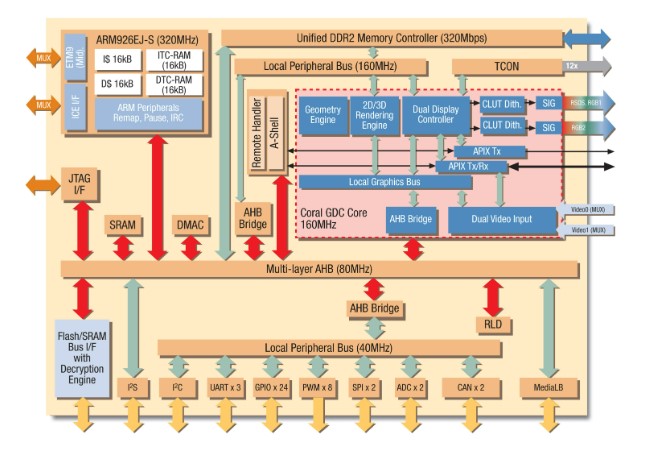 ARM926EJ-S (320MHz)
Unified DDR2 Memory Controller (320Mbps)
MUX
ETM9
(Mid)
I$ 16kB
ITC-RAM
(16kB)
Local Peripheral Bus (160MHz)
TCON
12x
D$ 16kB
DTC-RAM
(16kB)
MUX
ICE I/F
ARM Peripherals
Remap, Pause, IRC
Remote Handler
A-Shell
Geometry
Engine
2D/3D
Rendering
Engine
Dual Display
Controller
CLUT Dith.
SIG
RSDS, RGB1
CLUT Dith.
SIG
RGB2
APIX Tx
APIX Tx/Rx
JTAG
I/F
Local Graphics Bus
SRAM
DMAC
AHB
Bridge
Coral GDC Core
160MHz
AHB Bridge
Dual Video Input
Video0 (MUX)
Video1 (MUX)
Multi-layer AHB (80MHz)
AHB Bridge
RLD
Flash/SRAM
Bus I/F
with
Decryption
Engine
Local Peripheral Bus (40MHz)
I²S
I²C
UART x 3
GPIO x 24
PWM x 8
SPI x 2
ADC x 2
CAN x 2
MediaLB